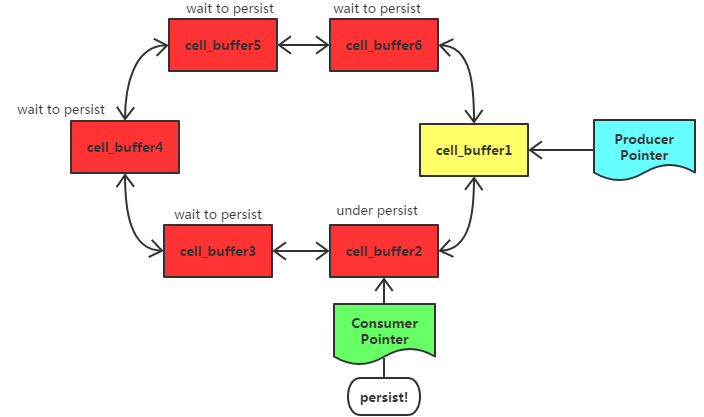 wait to persist
wait to persist
cell_buffer5
cell_buffer6
wait to persist
cell_buffer4
cell_buffer1
Producer
Pointer
wait to persist
under persist
cell_buffer3
cell_buffer2
Consumer
Pointer
persist!